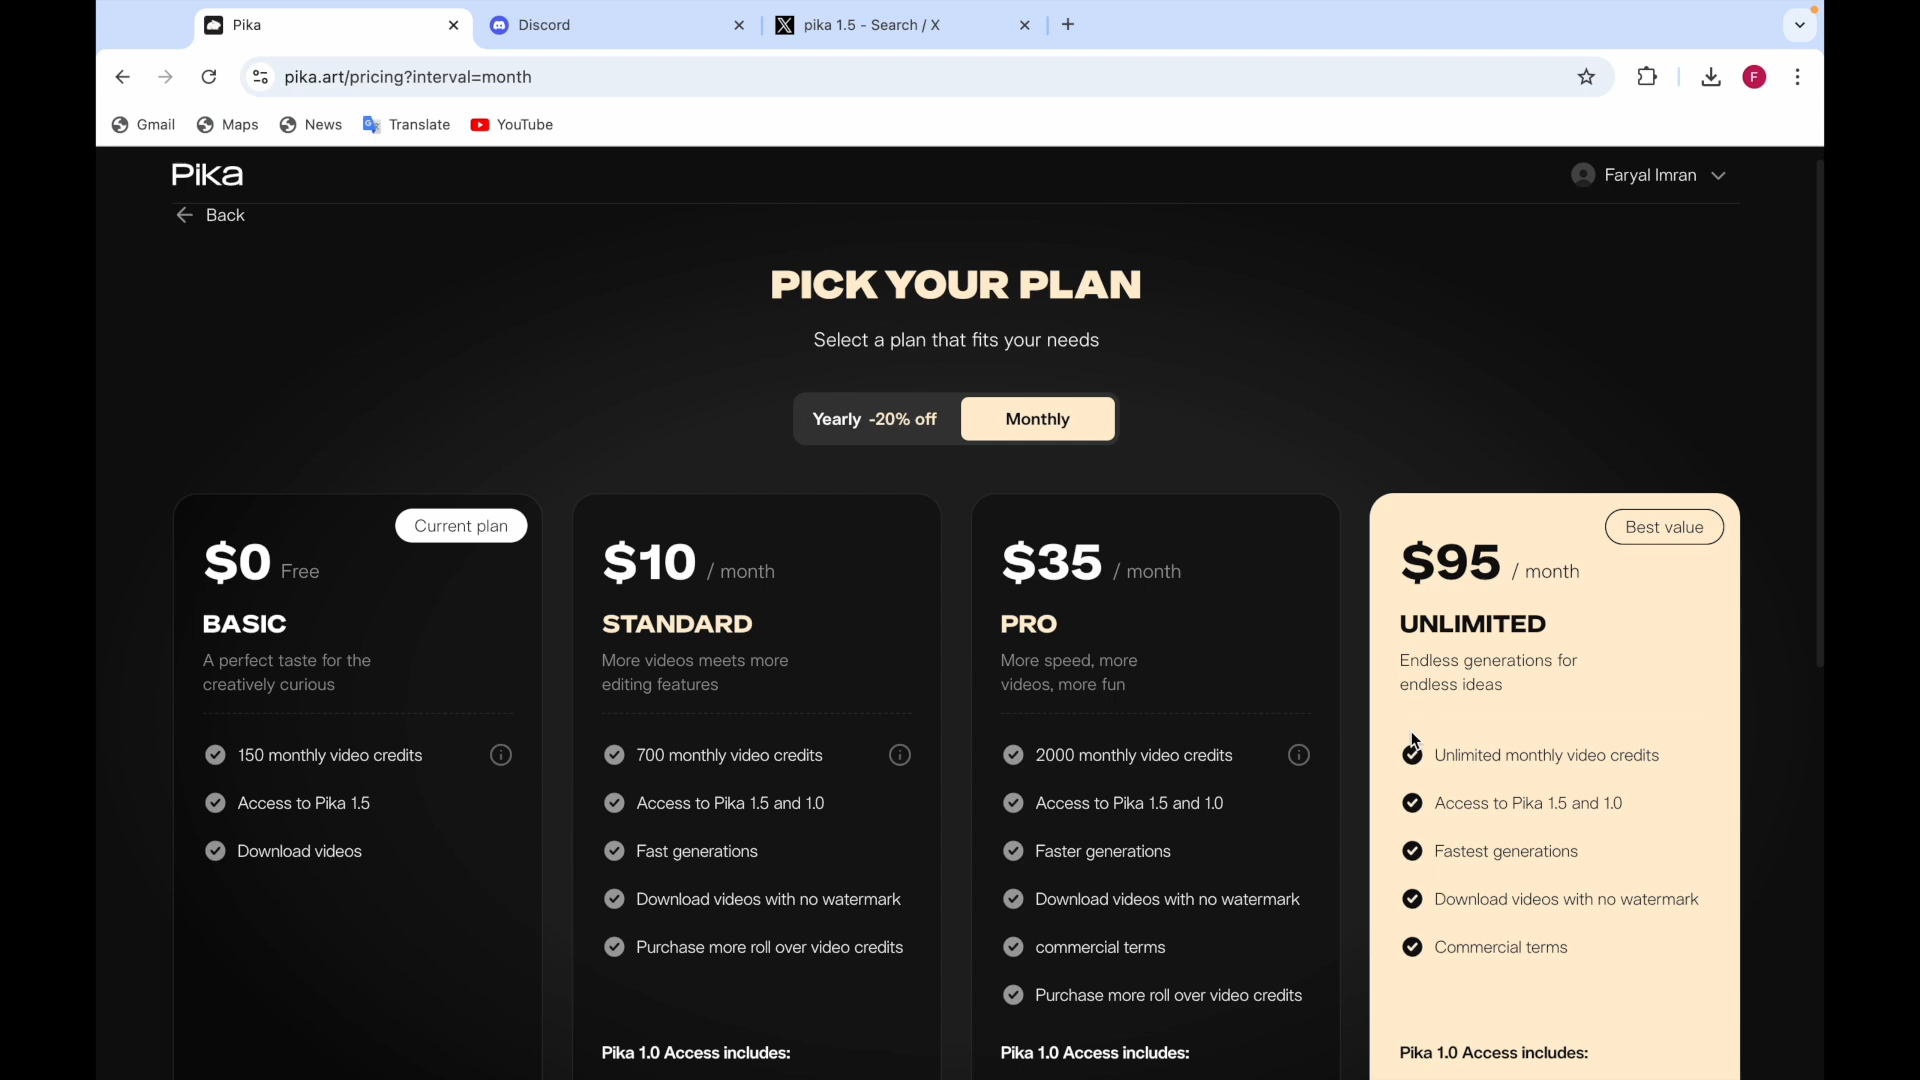 Pika
Discord
pika 1.5 - Search / X
pika.art/pricing?interval=month
F
Gmail
Maps
News
Translate
YouTube
Pika
Faryal Imran
Back
PICK YOUR PLAN
Select a plan that fits your needs
Yearly -20% off
Monthly
Current plan
$0 Free
BASIC
A perfect taste for the
creatively curious
150 monthly video credits
Access to Pika 1.5
Download videos
$10 / month
STANDARD
More videos meets more
editing features
700 monthly video credits
Access to Pika 1.5 and 1.0
Fast generations
Download videos with no watermark
Purchase more roll over video credits
Pika 1.0 Access includes:
$35 / month
PRO
More speed, more
videos, more fun
2000 monthly video credits
Access to Pika 1.5 and 1.0
Faster generations
Download videos with no watermark
commercial terms
Purchase more roll over video credits
Pika 1.0 Access includes:
Best value
$95 / month
UNLIMITED
Endless generations for
endless ideas
Unlimited monthly video credits
Access to Pika 1.5 and 1.0
Fastest generations
Download videos with no watermark
Commercial terms
Pika 1.0 Access includes: